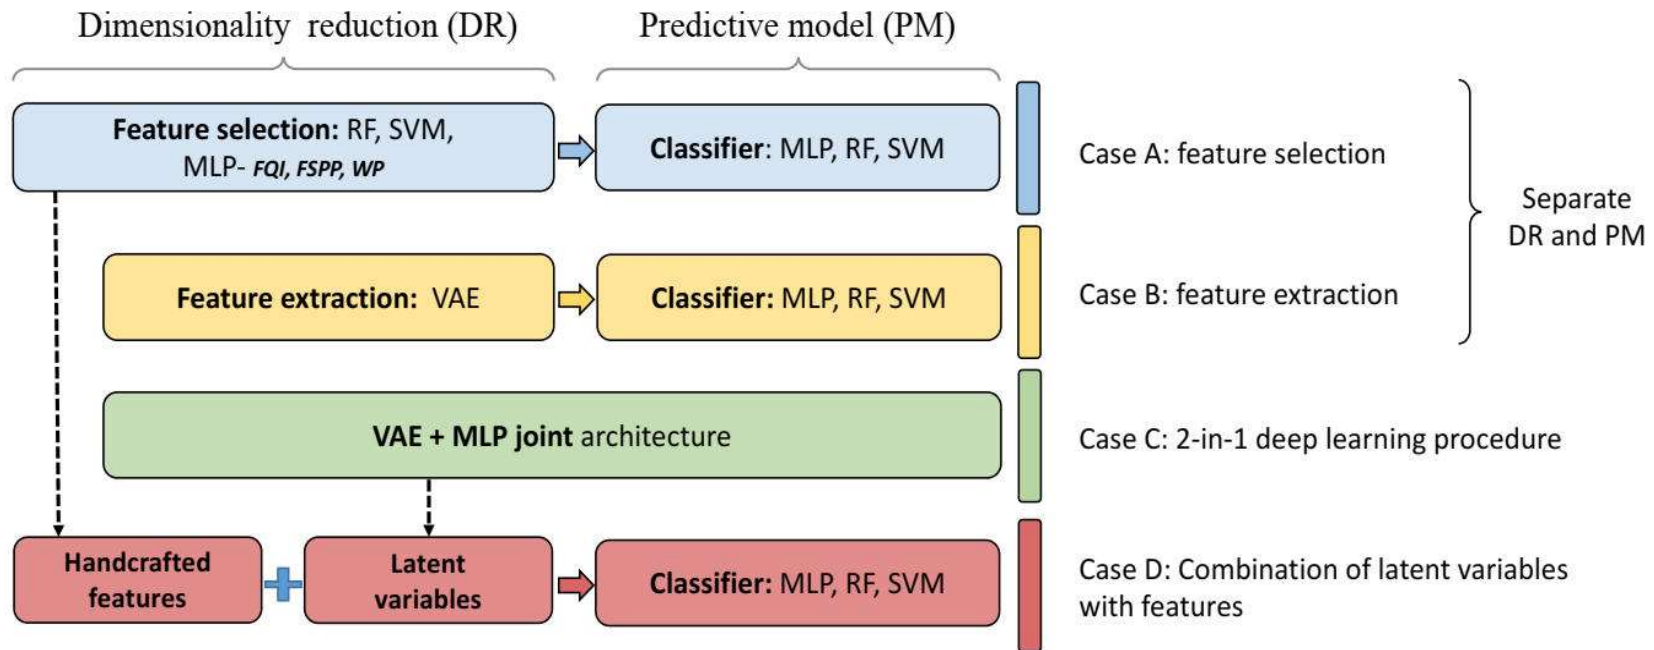 Dimensionality reduction (DR)
Predictive model (PM)
Feature selection: RF, SVM,
MLP- FQI, FSPP, WP
Classifier: MLP, RF, SVM
Case A: feature selection
Separate
DR and PM
Feature extraction: VAE
Classifier: MLP, RF, SVM
Case B: feature extraction
VAE + MLP joint architecture
Case C: 2-in-1 deep learning procedure
Handcrafted
features
Latent
variables
Classifier: MLP, RF, SVM
Case D: Combination of latent variables
with features